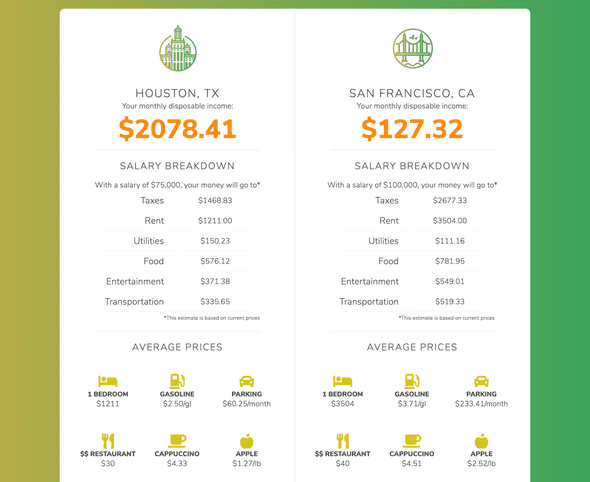 HOUSTON, TX
Your monthly disposable income:
$2078.41
SALARY BREAKDOWN
With a salary of $75,000, your money will go to*
Taxes $1468.83
Rent $1211.00
Utilities $150.23
Food $576.12
Entertainment $371.38
Transportation $335.65
*This estimate is based on current prices
AVERAGE PRICES
1 BEDROOM GASOLINE PARKING
$1211 $2.50/gl $60.25/month
$$ RESTAURANT CAPPUCCINO APPLE
$30 $4.33 $1.27/lb
SAN FRANCISCO, CA
Your monthly disposable income:
$127.32
SALARY BREAKDOWN
With a salary of $100,000, your money will go to*
Taxes $2677.33
Rent $3504.00
Utilities $111.16
Food $781.95
Entertainment $549.01
Transportation $519.33
*This estimate is based on current prices
AVERAGE PRICES
1 BEDROOM GASOLINE PARKING
$3504 $3.71/gl $233.41/month
$$ RESTAURANT CAPPUCCINO APPLE
$40 $4.51 $2.52/lb